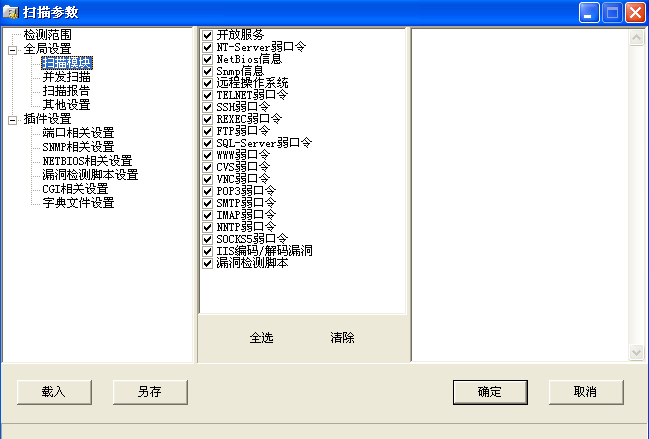 扫描参数
检测范围
全局设置
扫描模块
并发扫描
扫描报告
其他设置
插件设置
端口相关设置
SNMP相关设置
NETBIOS相关设置
漏洞检测脚本设置
CGI相关设置
字典文件设置
开放服务
NT-Server弱口令
NetBios信息
Snmp信息
远程操作系统
TELNET弱口令
SSH弱口令
REXEC弱口令
FTP弱口令
SQL-Server弱口令
WWW弱口令
CVS弱口令
VNC弱口令
POP3弱口令
SMTP弱口令
IMAP弱口令
NNTP弱口令
SOCKS5弱口令
IIS编码/解码漏洞
漏洞检测脚本
全选 清除
载入 另存 确定 取消